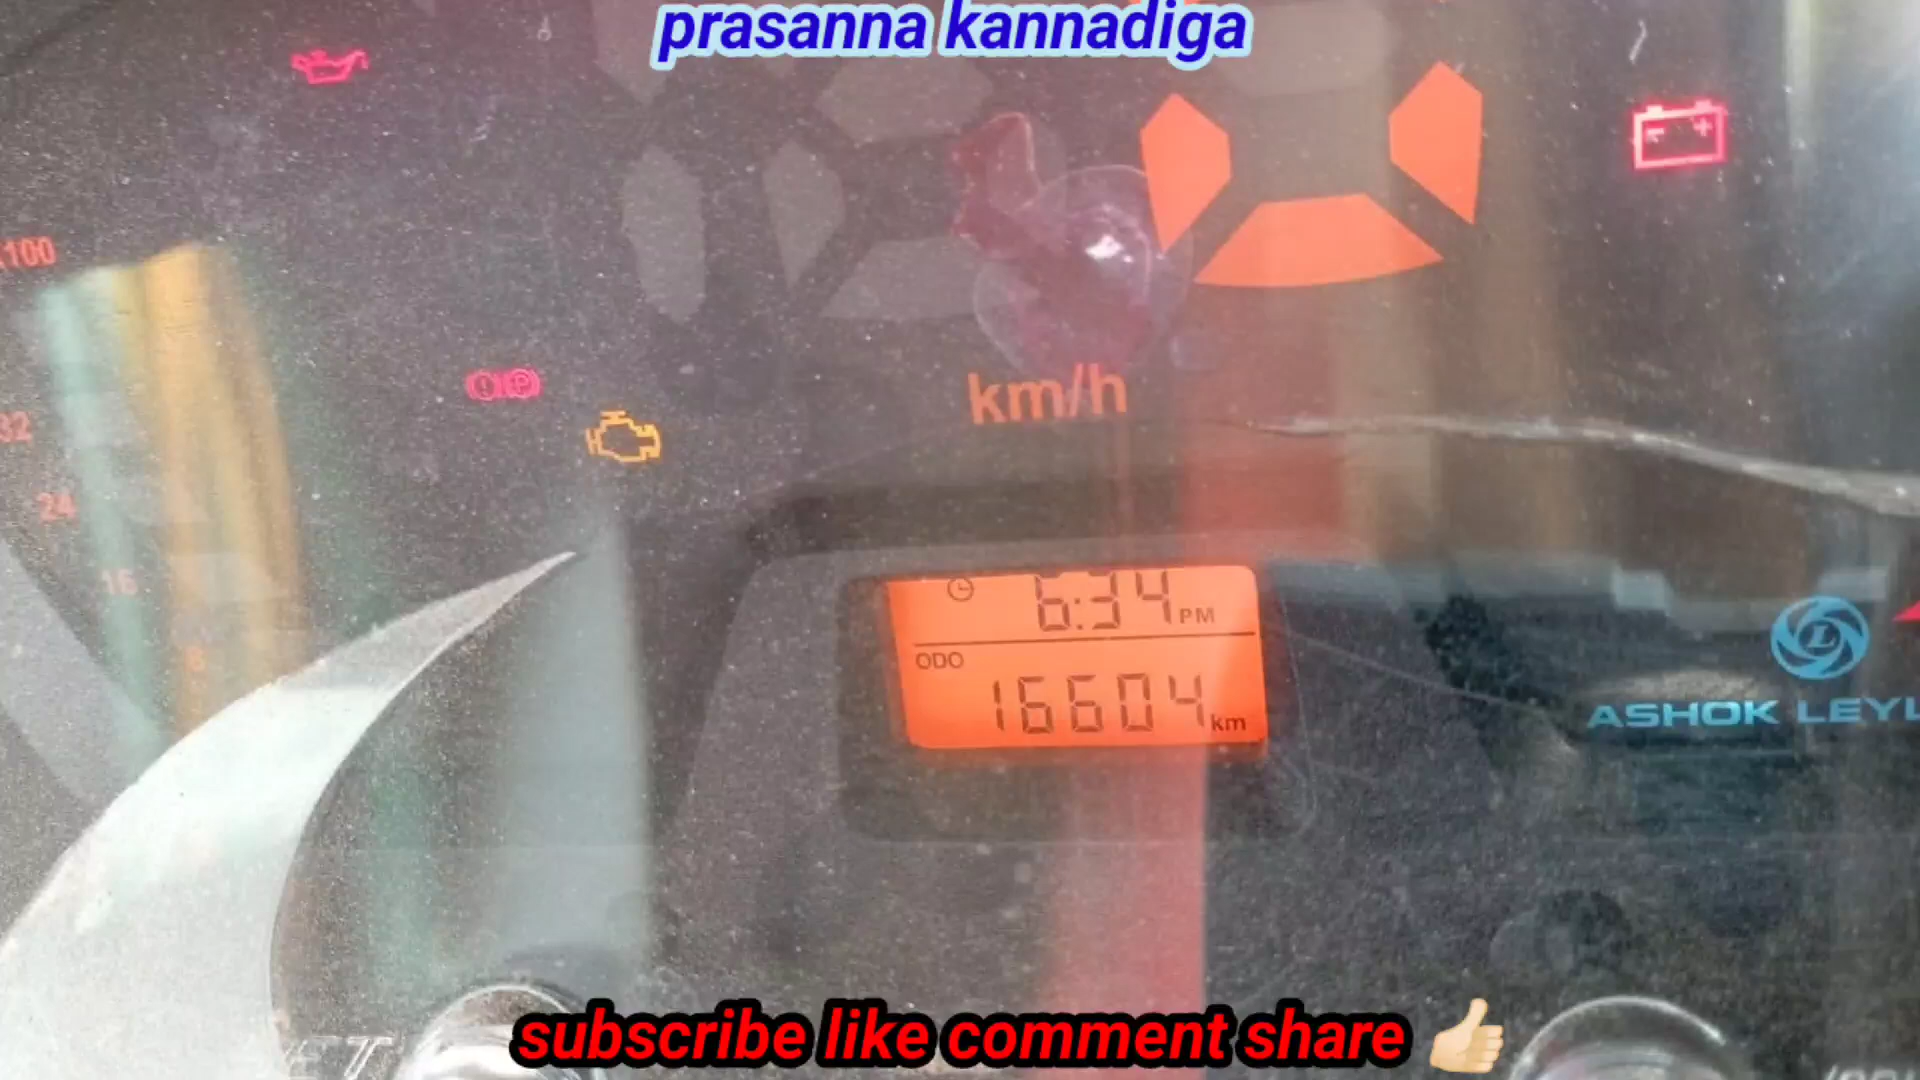 prasanna kannadiga
100
32
24
16
8
km/h
6:34 PM
ODO
16604 km
ASHOK LEYL
subscribe like comment share 👍🏻